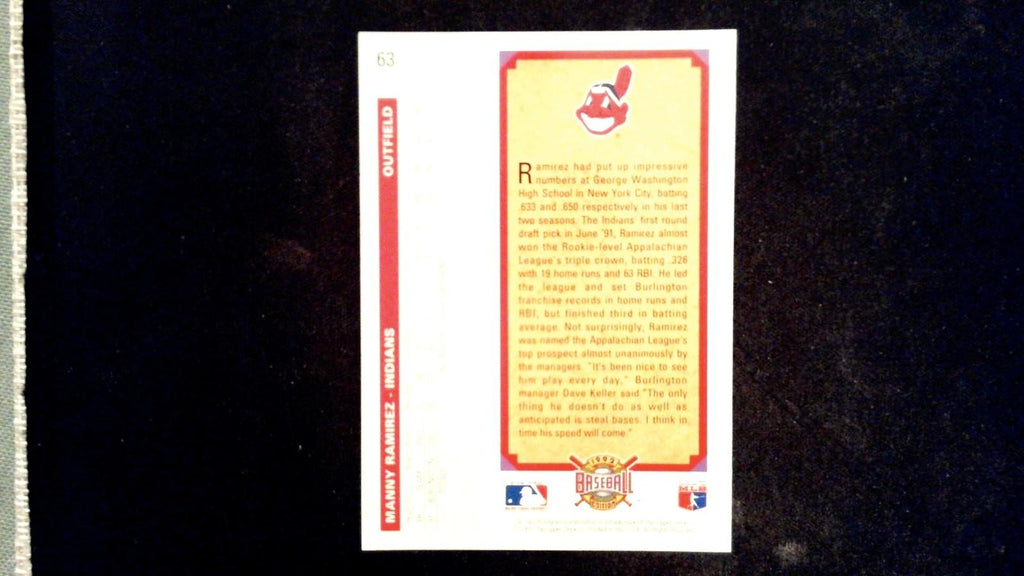 63
OUTFIELD
MANNY RAMIREZ - INDIANS
Ramirez had put up impressive
numbers at George Washington
High School in New York City, batting
.633 and .650 respectively in his last
two seasons. The Indians' first round
draft pick in June '91, Ramirez almost
won the Rookie-level Appalachian
League's triple crown, batting .326
with 19 home runs and 63 RBI. He led
the league and set Burlington
franchise records in home runs and
RBI, but finished third in batting
average. Not surprisingly, Ramirez
was named the Appalachian League's
top prospect almost unanimously by
the managers. "It's been nice to see
him play every day," Burlington
manager Dave Keller said "The only
thing he doesn't do as well as
anticipated is steal bases. I think in
time his speed will come."
1992
BASEBALL
EDITION
MLB